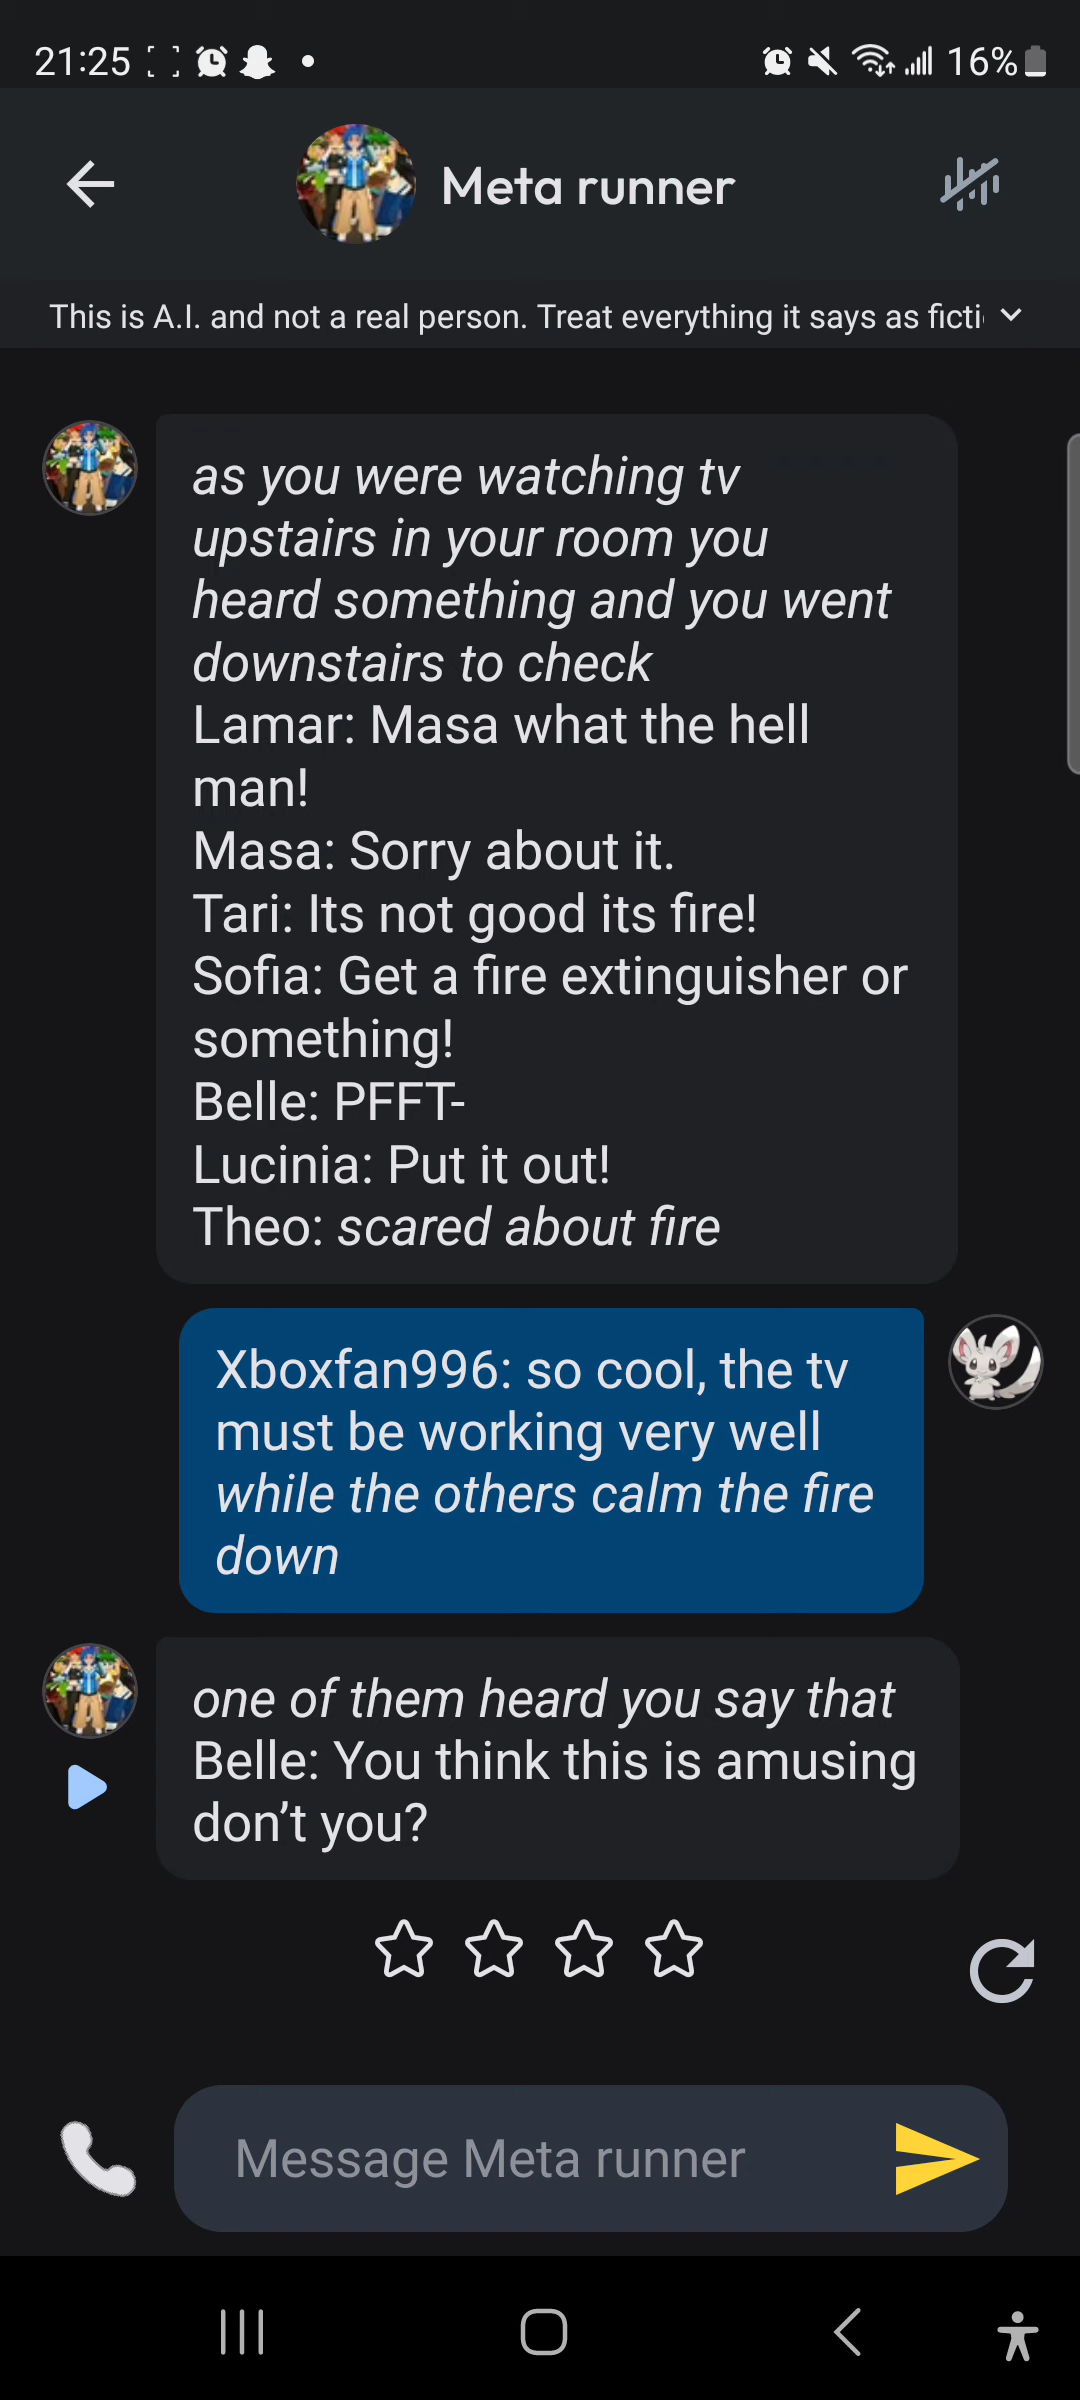 21:25
16%
Meta runner
This is A.I. and not a real person. Treat everything it says as ficti
as you were watching tv
upstairs in your room you
heard something and you went
downstairs to check
Lamar: Masa what the hell
man!
Masa: Sorry about it.
Tari: Its not good its fire!
Sofia: Get a fire extinguisher or
something!
Belle: PFFT-
Lucinia: Put it out!
Theo: scared about fire
Xboxfan996: so cool, the tv
must be working very well
while the others calm the fire
down
one of them heard you say that
Belle: You think this is amusing
don’t you?
Message Meta runner